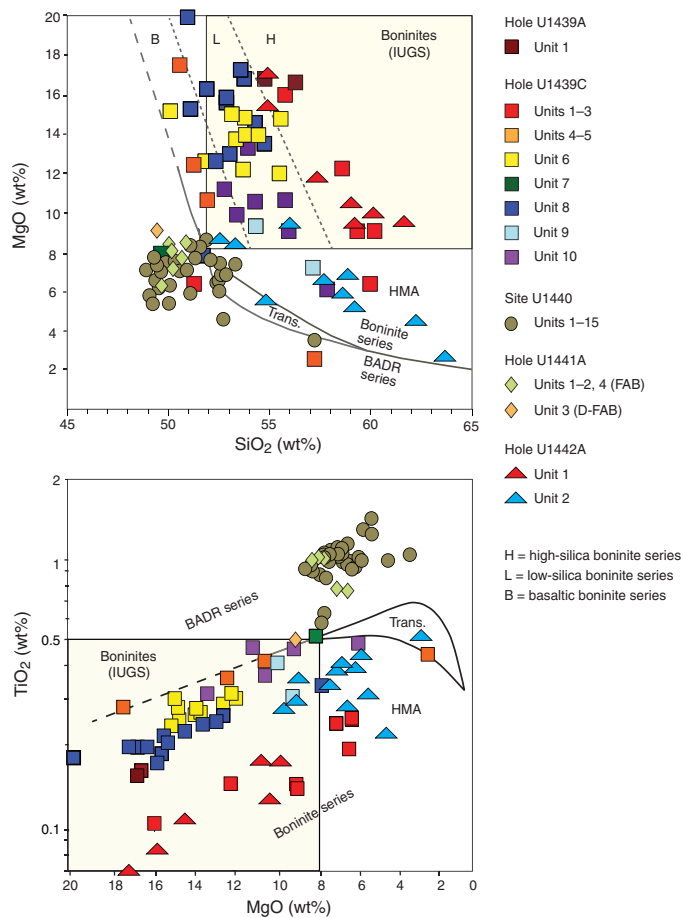 20
18
16
14
12
10
8
6
4
2
MgO (wt%)
B
L
H
Boninites
(IUGS)
HMA
Trans.
Boninite
series
BADR
series
45
50
55
60
65
SiO2 (wt%)
2
1
0.5
0.1
TiO2 (wt%)
BADR series
Boninites
(IUGS)
Trans.
HMA
Boninite series
20
18
16
14
12
10
8
6
4
2
0
MgO (wt%)
Hole U1439A
Unit 1
Hole U1439C
Units 1–3
Units 4–5
Unit 6
Unit 7
Unit 8
Unit 9
Unit 10
Site U1440
Units 1–15
Hole U1441A
Units 1–2, 4 (FAB)
Unit 3 (D-FAB)
Hole U1442A
Unit 1
Unit 2
H = high-silica boninite series
L = low-silica boninite series
B = basaltic boninite series